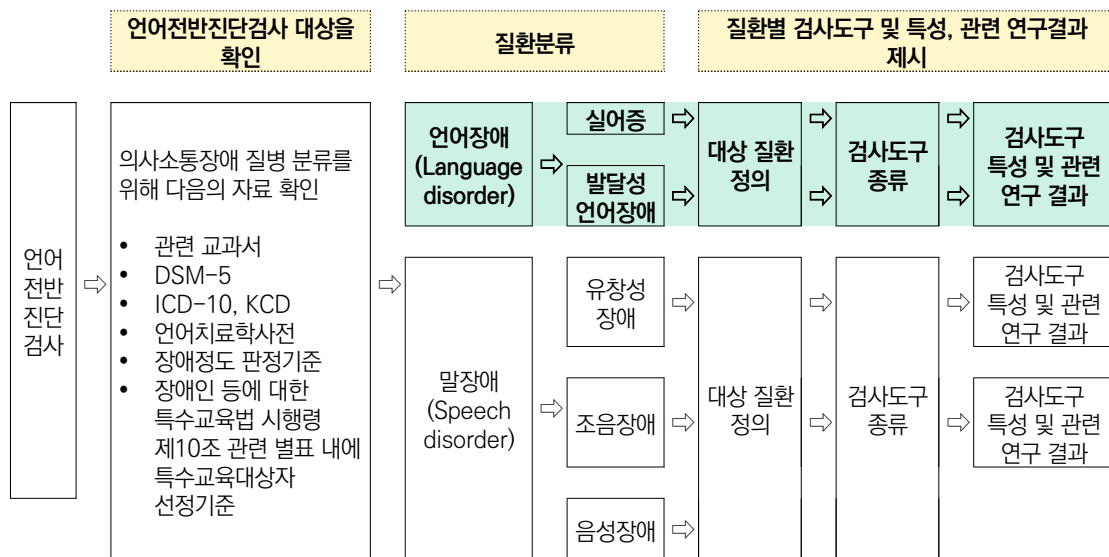 언어전반진단검사 대상을
확인
질환분류
질환별 검사도구 및 특성, 관련 연구결과
제시
언어
전반
진단
검사
의사소통장애 질병 분류를
위해 다음의 자료 확인
• 관련 교과서
• DSM-5
• ICD-10, KCD
• 언어치료학사전
• 장애정도 판정기준
• 장애인 등에 대한
특수교육법 시행령
제10조 관련 별표 내에
특수교육대상자
선정기준
언어장애
(Language
disorder)
실어증
발달성
언어장애
대상 질환
정의
검사도구
종류
검사도구
특성 및 관련
연구 결과
말장애
(Speech
disorder)
유창성
장애
조음장애
음성장애
대상 질환
정의
검사도구
종류
검사도구
특성 및 관련
연구 결과
검사도구
특성 및 관련
연구 결과